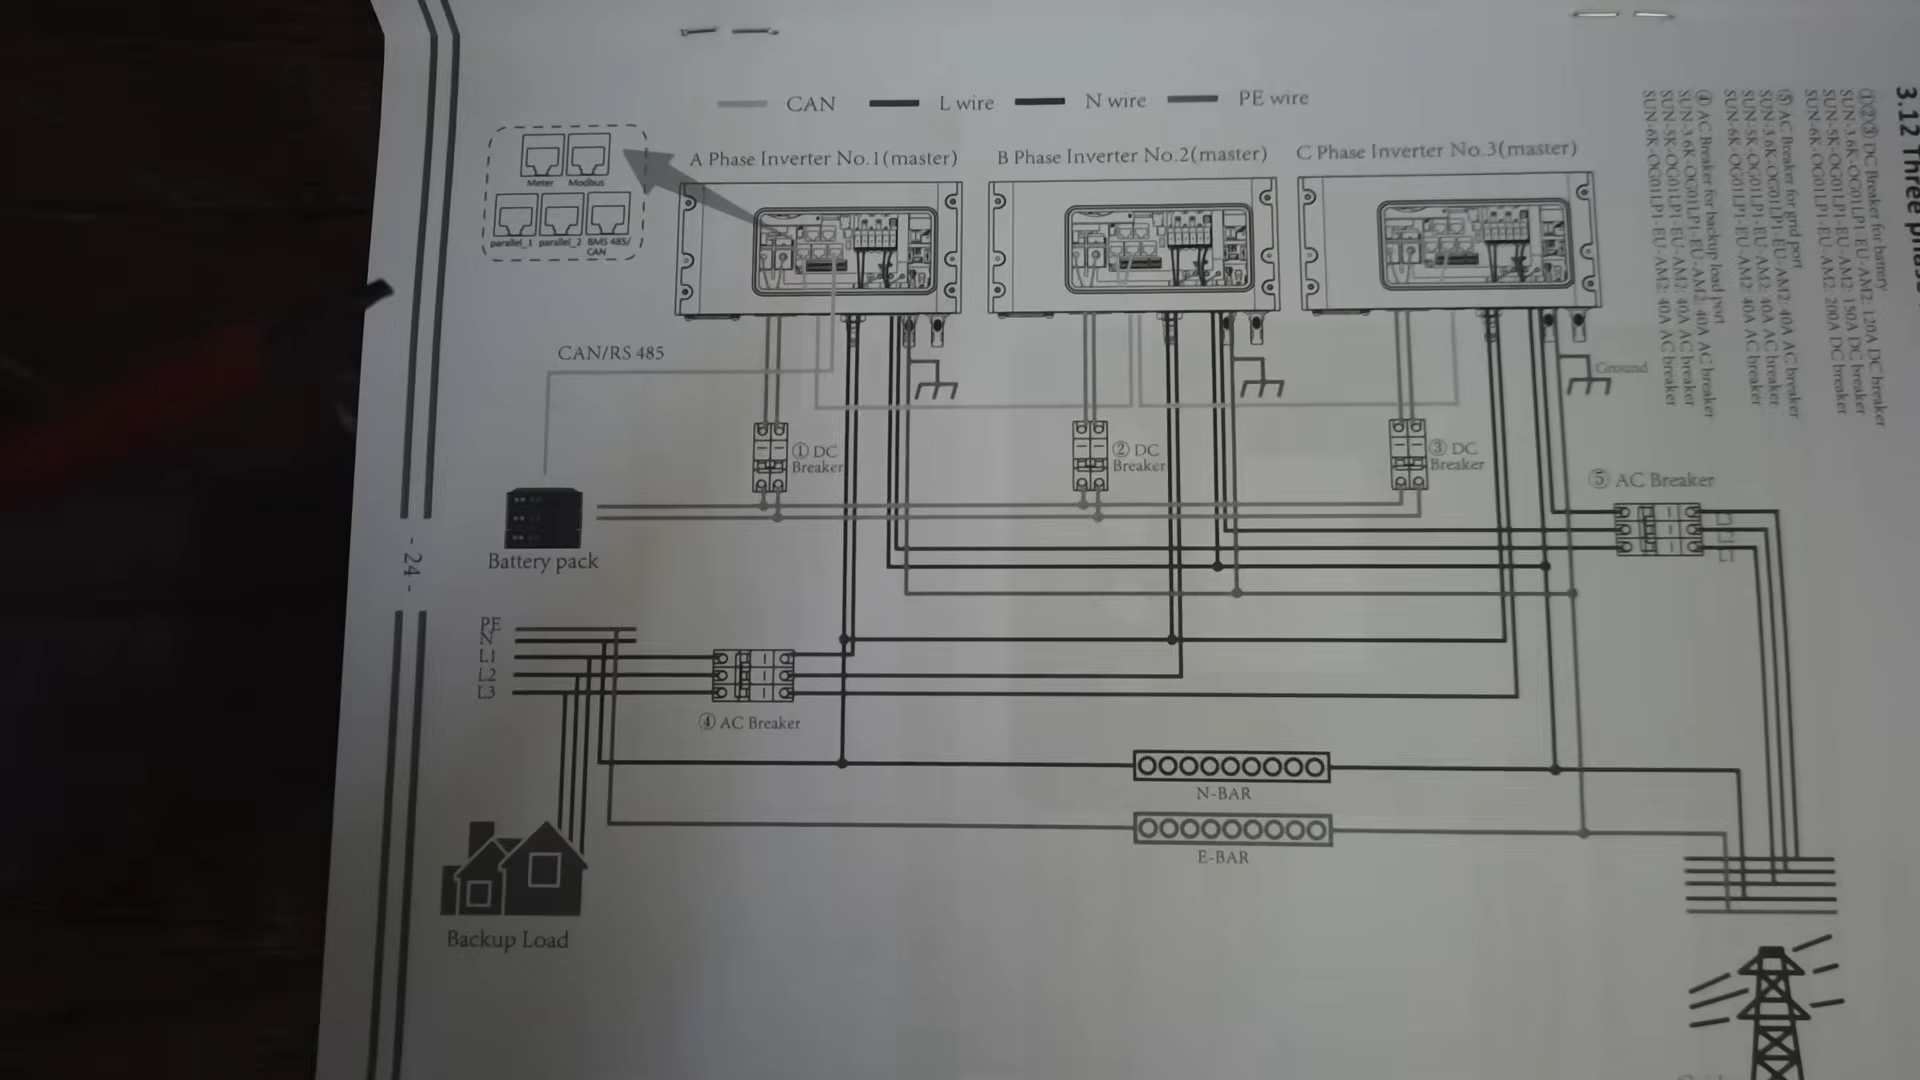 3.12 Three phase
①②③ DC Breaker for battery
SUN-3.6K-OG01LP1-EU-AM2: 120A DC breaker
SUN-5K-OG01LP1-EU-AM2: 150A DC breaker
SUN-6K-OG01LP1-EU-AM2: 200A DC breaker
⑤ AC Breaker for grid port
SUN-3.6K-OG01LP1-EU-AM2: 40A AC breaker
SUN-5K-OG01LP1-EU-AM2: 40A AC breaker
SUN-6K-OG01LP1-EU-AM2: 40A AC breaker
④ AC Breaker for backup load port
SUN-3.6K-OG01LP1-EU-AM2: 40A AC breaker
SUN-5K-OG01LP1-EU-AM2: 40A AC breaker
SUN-6K-OG01LP1-EU-AM2: 40A AC breaker
CAN L wire N wire PE wire
A Phase Inverter No.1(master) B Phase Inverter No.2(master) C Phase Inverter No.3(master)
Meter Modbus
parallel_1 parallel_2 BMS 485/
CAN
CAN/RS 485
Ground
① DC
Breaker
② DC
Breaker
③ DC
Breaker
⑤ AC Breaker
Battery pack
PE
N
L1
L2
L3
④ AC Breaker
L1
N-BAR
E-BAR
Backup Load
- 24 -